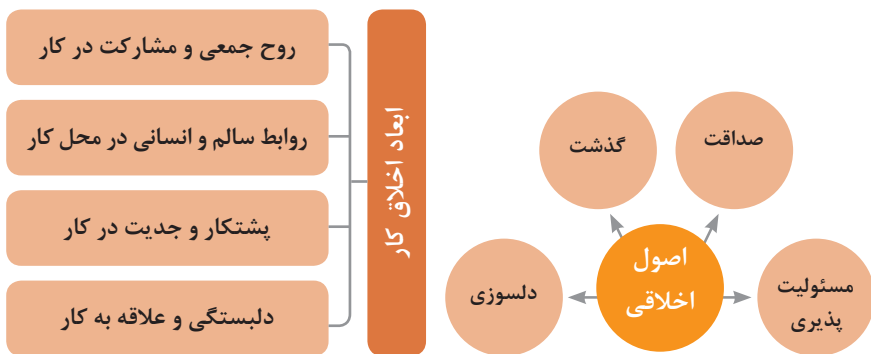 صداقت
گذشت
اصول
اخلاقی
مسئولیت
پذیری
دلسوزی
ابعاد اخلاق کار
روح جمعی و مشارکت در کار
روابط سالم و انسانی در محل کار
پشتکار و جدیت در کار
دلبستگی و علاقه به کار